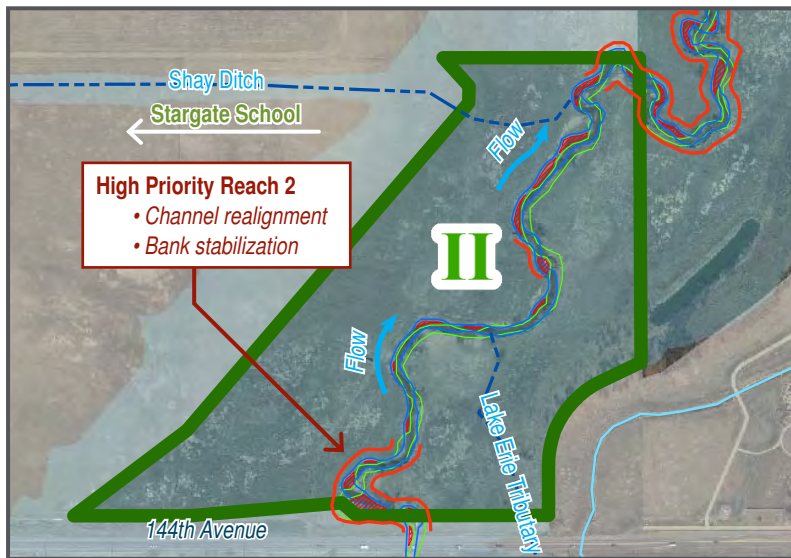 Shay Ditch
Stargate School
Flow
High Priority Reach 2
• Channel realignment
• Bank stabilization
II
Flow
Lake Erie Tributary
144th Avenue